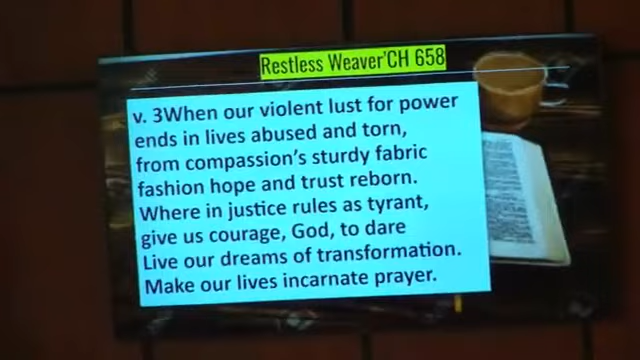 Restless Weaver'CH 658
v. 3When our violent lust for power
ends in lives abused and torn,
from compassion's sturdy fabric
fashion hope and trust reborn.
Where in justice rules as tyrant,
give us courage, God, to dare
Live our dreams of transformation.
Make our lives incarnate prayer.